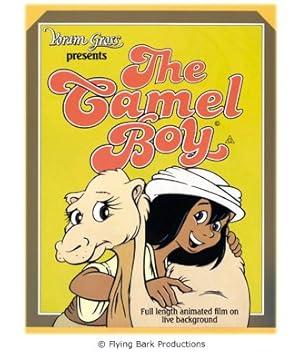 Yoram Gross
presents
The
Camel
Boy
©
Full length animated film on
live background
© Flying Bark Productions